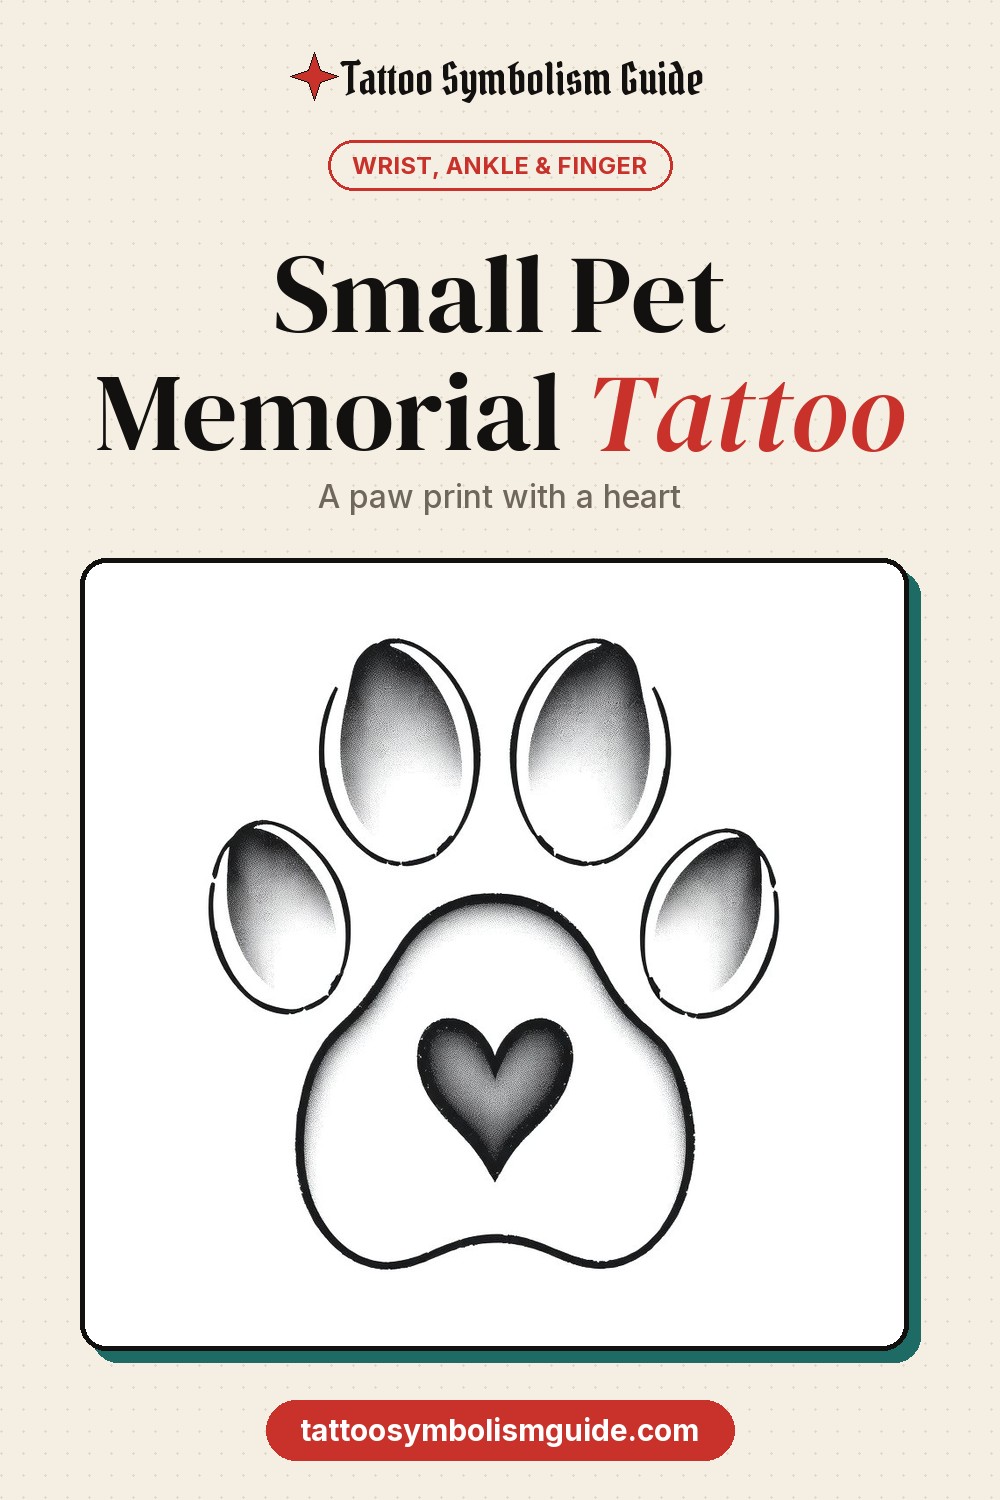 Tattoo Symbolism Guide
WRIST, ANKLE & FINGER
Small Pet
Memorial Tattoo
A paw print with a heart
tattoosymbolismguide.com